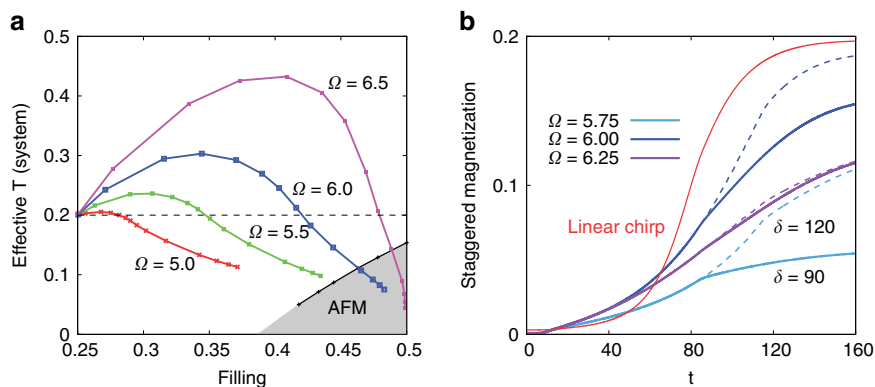 a
0.5
0.4
0.3
0.2
0.1
0
Effective T (system)
Ω = 6.5
Ω = 6.0
Ω = 5.5
Ω = 5.0
AFM
0.25
0.3
0.35
0.4
0.45
0.5
Filling
b
0.2
0.1
0
Staggered magnetization
Ω = 5.75
Ω = 6.00
Ω = 6.25
Linear chirp
δ = 120
δ = 90
0
40
80
120
160
t